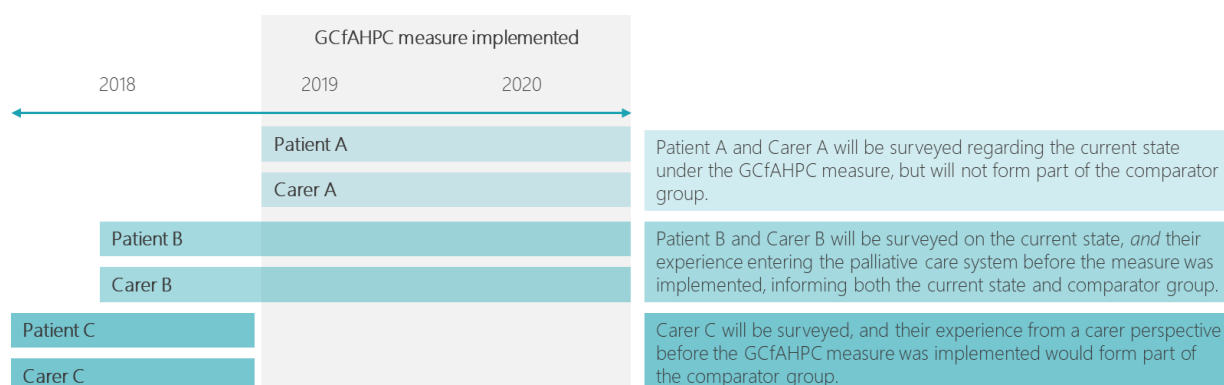 GCfAHPC measure implemented
2018 2019 2020
Patient A
Carer A
Patient A and Carer A will be surveyed regarding the current state
under the GCfAHPC measure, but will not form part of the comparator
group.
Patient B
Carer B
Patient B and Carer B will be surveyed on the current state, and their
experience entering the palliative care system before the measure was
implemented, informing both the current state and comparator group.
Patient C
Carer C
Carer C will be surveyed, and their experience from a carer perspective
before the GCfAHPC measure was implemented would form part of
the comparator group.